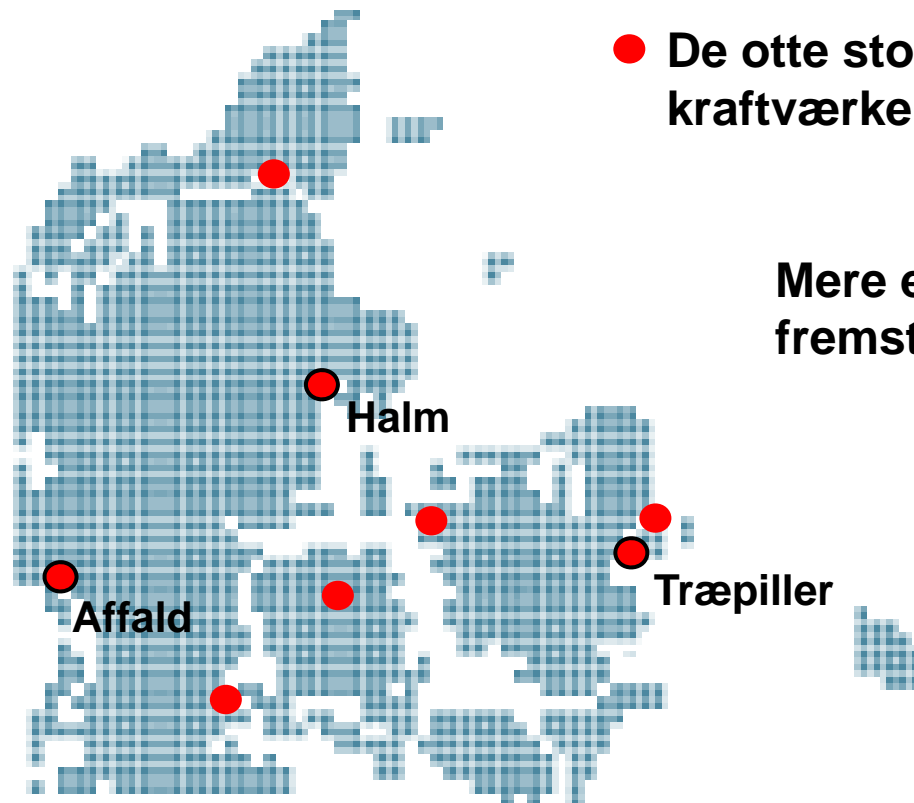 De otte sto
kraftværke
Mere e
fremst
Halm
Træpiller
Affald